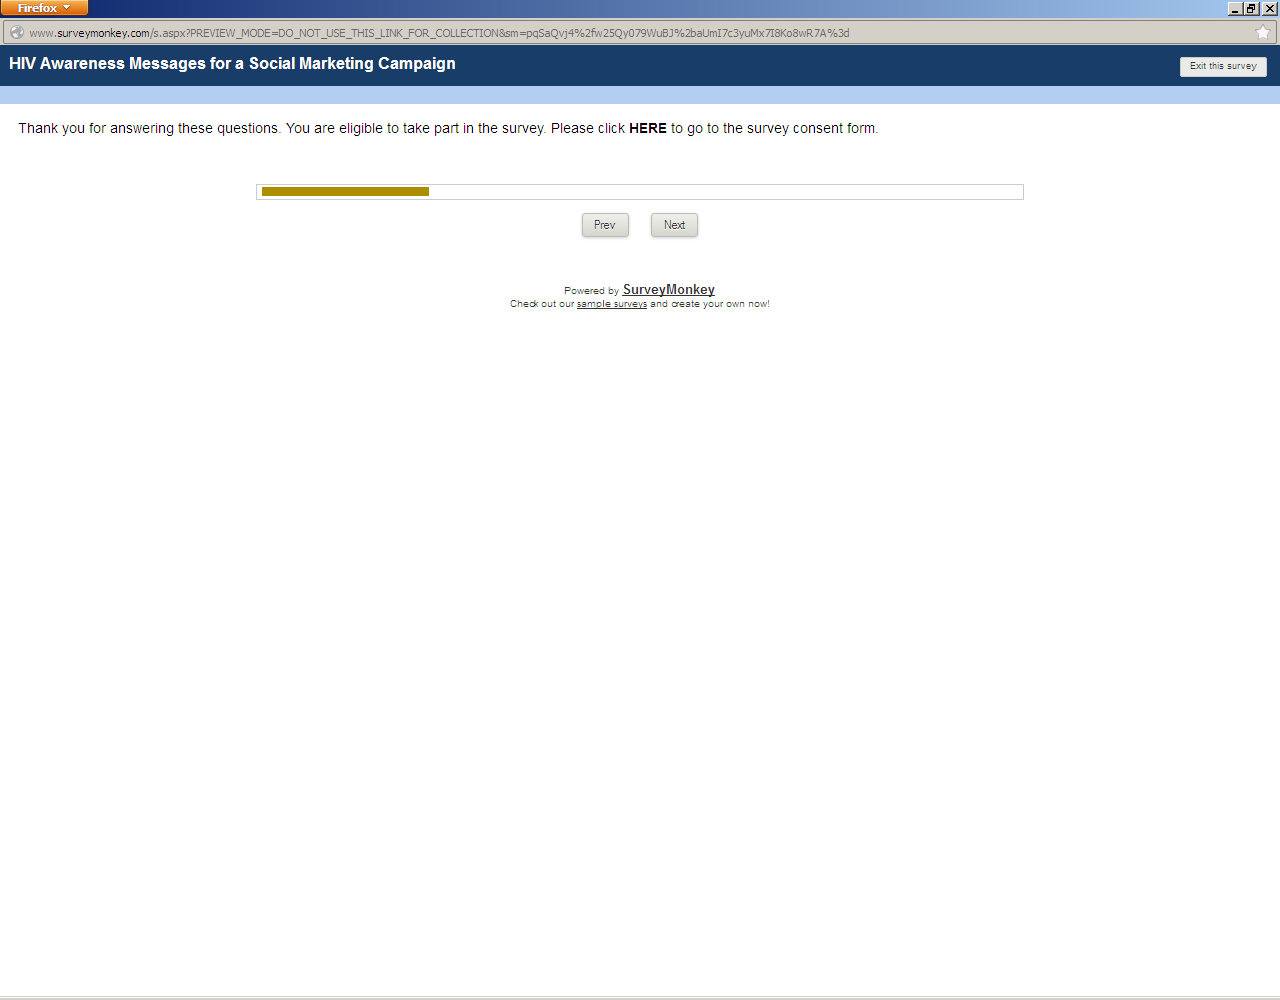 Firefox
www.surveymonkey.com/s.aspx?PREVIEW_MODE=DO_NOT_USE_THIS_LINK_FOR_COLLECTION&sm=pqSaQvj4%2fw25Qy079WuBJ%2baUmI7c3yuMx7I8Ko8wR7A%3d
HIV Awareness Messages for a Social Marketing Campaign
Exit this survey
Thank you for answering these questions. You are eligible to take part in the survey. Please click HERE to go to the survey consent form.
Prev
Next
Powered by SurveyMonkey
Check out our sample surveys and create your own now!